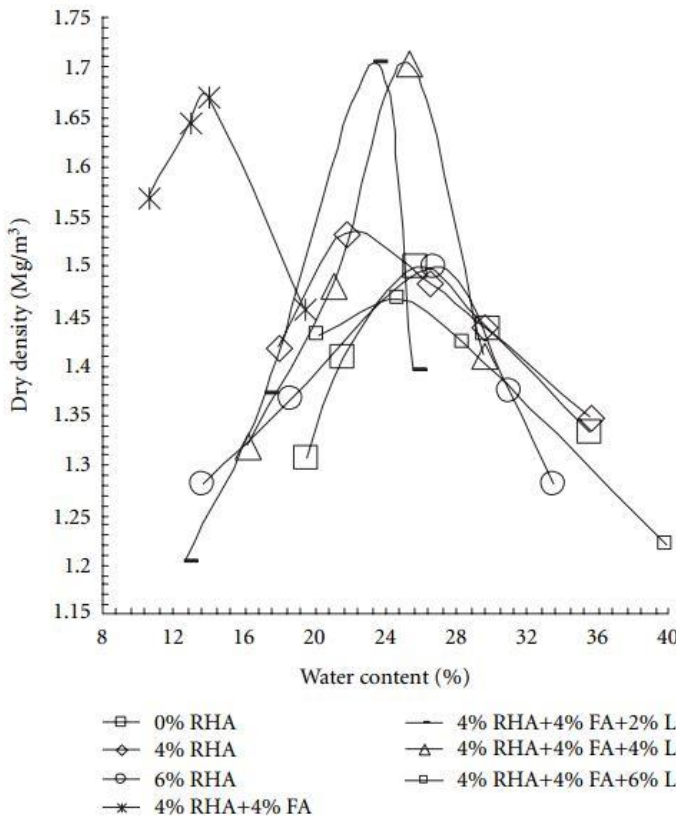 1.75
1.7
1.65
1.6
1.55
1.5
1.45
1.4
1.35
1.3
1.25
1.2
1.15
Dry density (Mg/m³)
8 12 16 20 24 28 32 36 40
Water content (%)
0% RHA
4% RHA
6% RHA
4% RHA+4% FA
4% RHA+4% FA+2% L
4% RHA+4% FA+4% L
4% RHA+4% FA+6% L